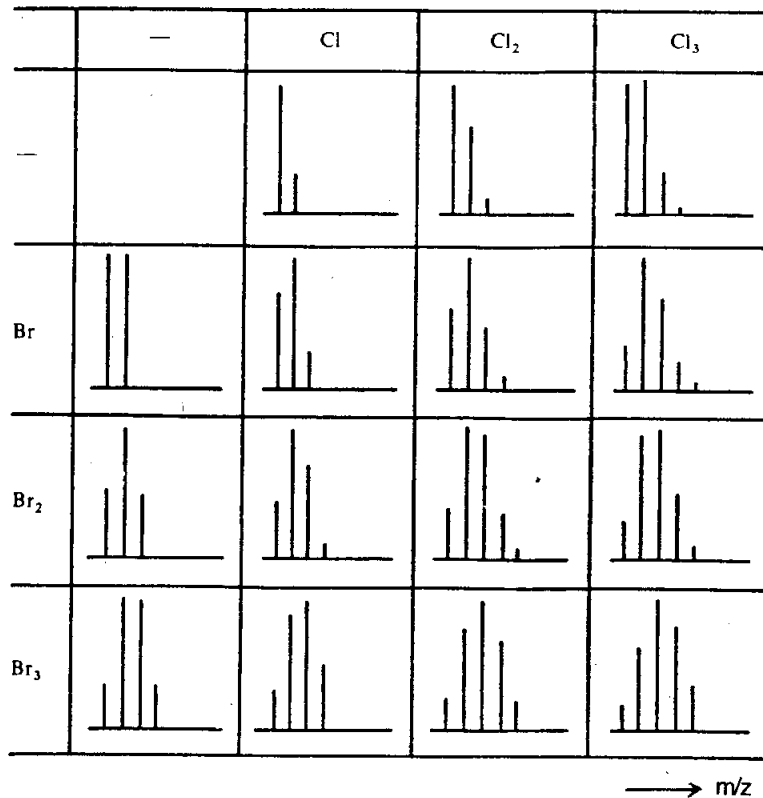 — Cl Cl₂ Cl₃
—
Br
Br₂
Br₃
m/z